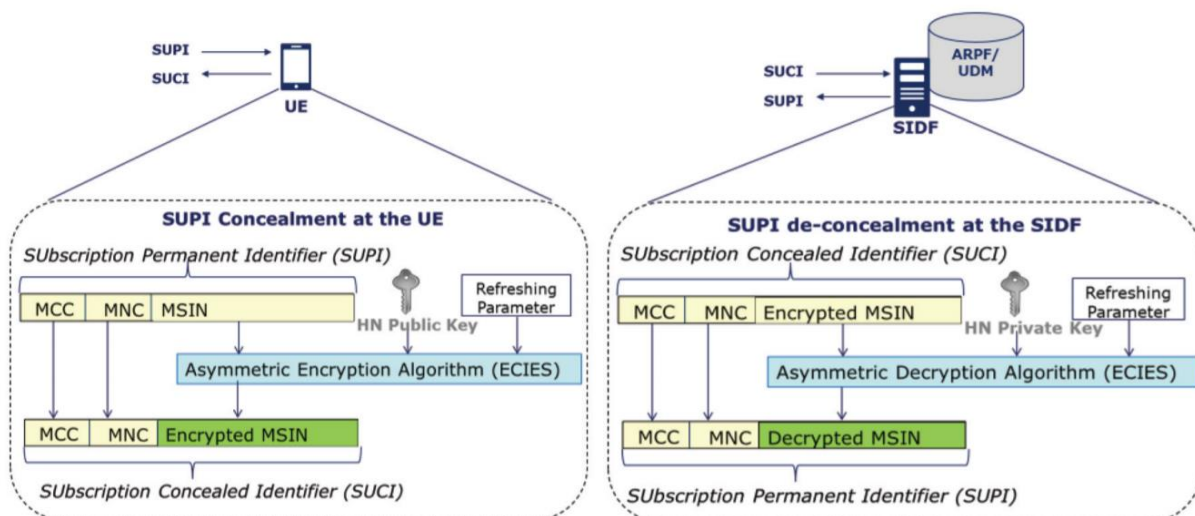 SUPI
SUCI
UE
SUPI Concealment at the UE
SUbscription Permanent Identifier (SUPI)
MCC MNC MSIN
HN Public Key
Refreshing
Parameter
Asymmetric Encryption Algorithm (ECIES)
MCC MNC Encrypted MSIN
SUbscription Concealed Identifier (SUCI)
ARPF/
UDM
SUCI
SUPI
SIDF
SUPI de-concealment at the SIDF
SUbscription Concealed Identifier (SUCI)
MCC MNC Encrypted MSIN
HN Private Key
Refreshing
Parameter
Asymmetric Decryption Algorithm (ECIES)
MCC MNC Decrypted MSIN
SUbscription Permanent Identifier (SUPI)